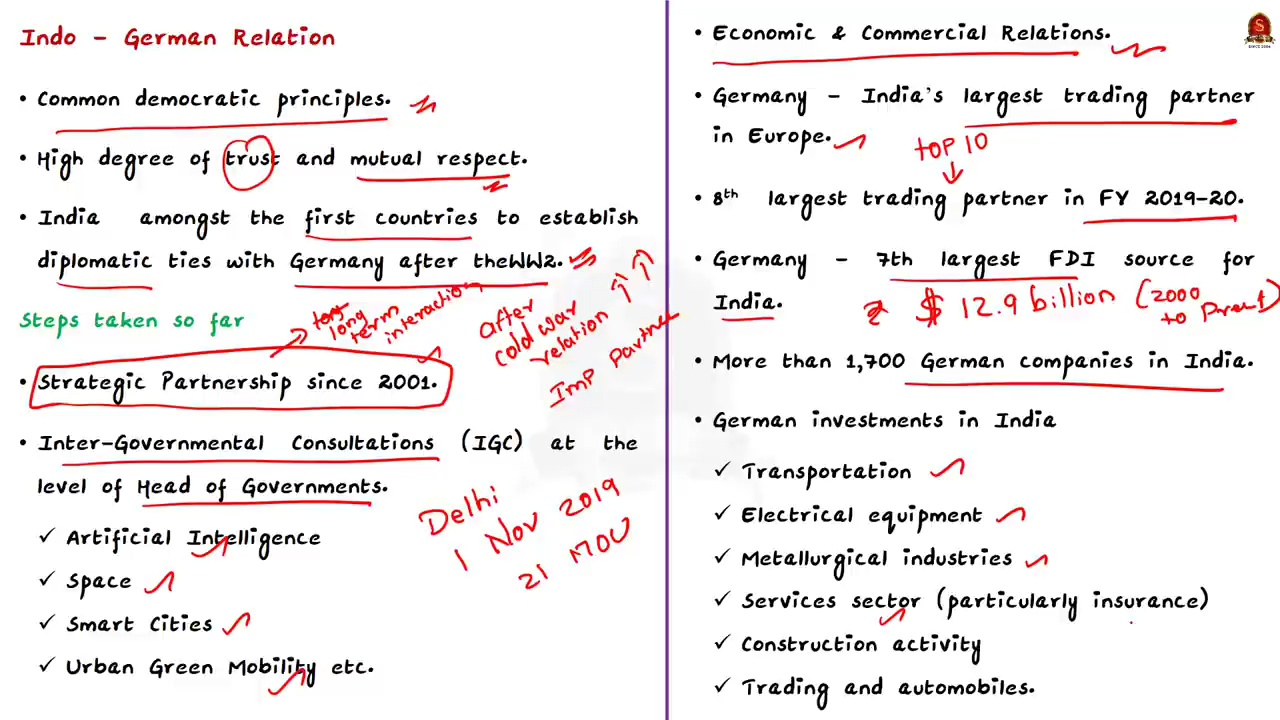 Indo - German Relation
• Common democratic principles.
• High degree of trust and mutual respect.
• India amongst the first countries to establish
diplomatic ties with Germany after theWW2.
Steps taken so far
long
long
term
interaction
after
cold war
relation
Imp Partner
• Strategic Partnership since 2001.
• Inter-Governmental Consultations (IGC) at the
level of Head of Governments.
Delhi
1 Nov 2019
21 MOU
✓ Artificial Intelligence
✓ Space
✓ Smart Cities
✓ Urban Green Mobility etc.
• Economic & Commercial Relations.
• Germany - India's largest trading partner
in Europe.
top 10
• 8th largest trading partner in FY 2019-20.
• Germany - 7th largest FDI source for
India.
$ 12.9 billion (2000
to Present)
• More than 1,700 German companies in India.
• German investments in India
✓ Transportation
✓ Electrical equipment
✓ Metallurgical industries
✓ Services sector (particularly insurance)
✓ Construction activity
✓ Trading and automobiles.